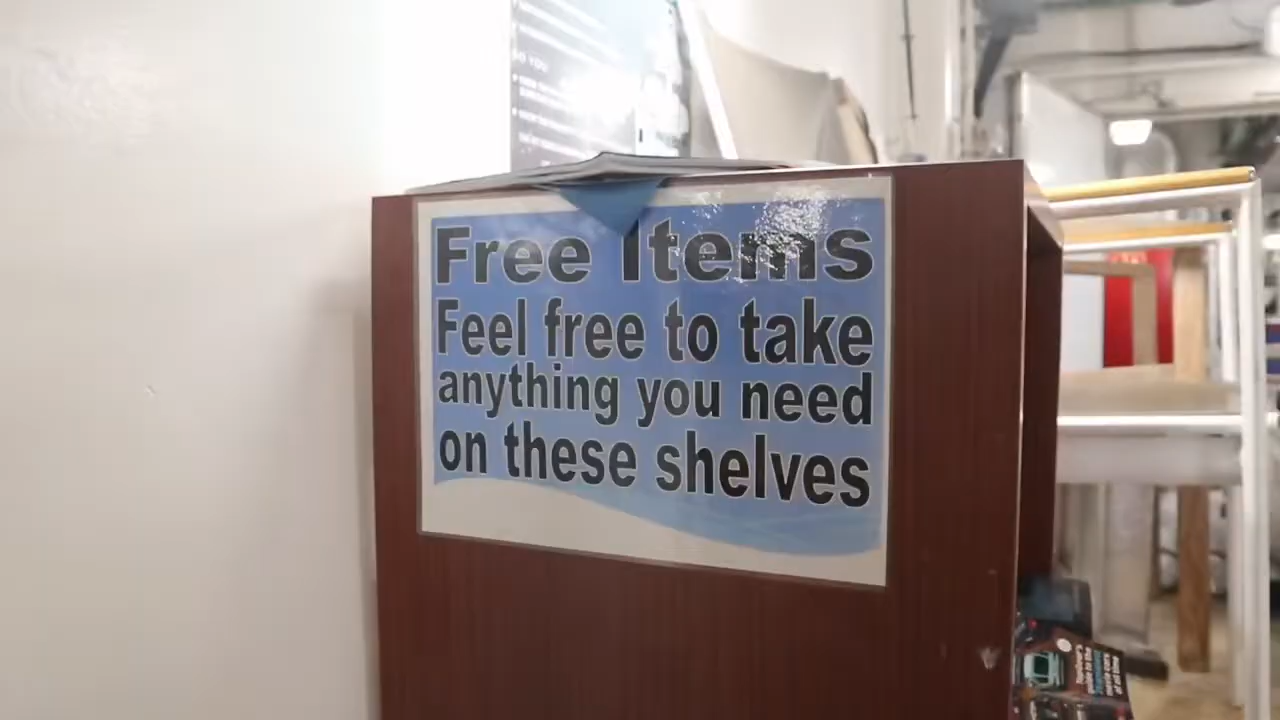 Free Items
Feel free to take
anything you need
on these shelves